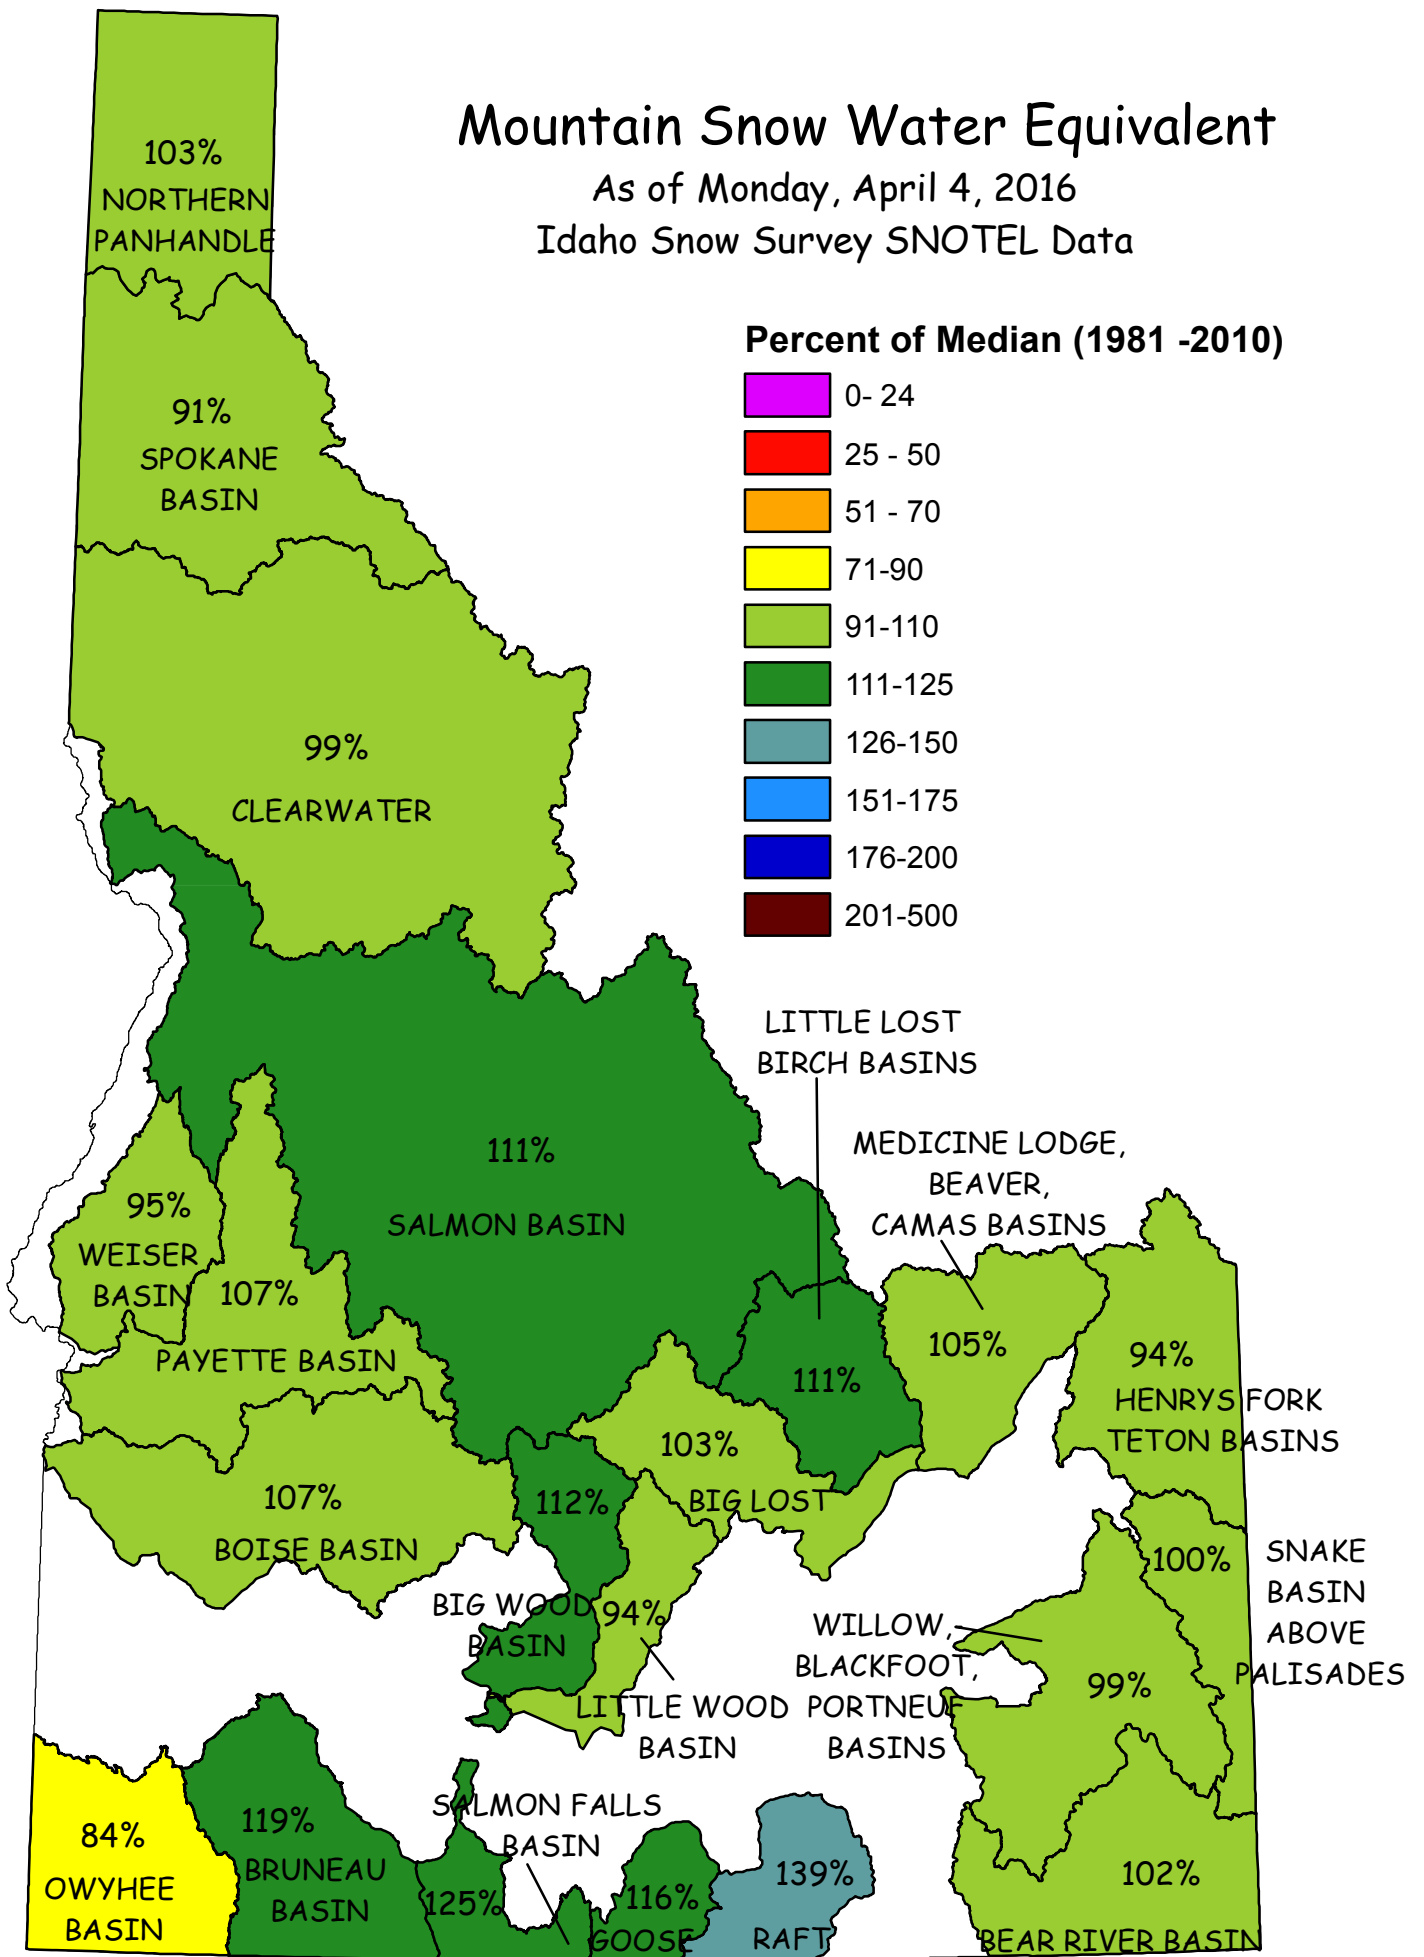 Mountain Snow Water Equivalent
As of Monday, April 4, 2016
Idaho Snow Survey SNOTEL Data
Percent of Median (1981 -2010)
0- 24
25 - 50
51 - 70
71-90
91-110
111-125
126-150
151-175
176-200
201-500
103%
NORTHERN
PANHANDLE
91%
SPOKANE
BASIN
99%
CLEARWATER
111%
SALMON BASIN
LITTLE LOST
BIRCH BASINS
111%
MEDICINE LODGE,
BEAVER,
CAMAS BASINS
105%
95%
WEISER
BASIN
107%
PAYETTE BASIN
94%
HENRYS FORK
TETON BASINS
103%
BIG LOST
107%
BOISE BASIN
112%
BIG WOOD
BASIN
94%
LITTLE WOOD
BASIN
100%
SNAKE
BASIN
ABOVE
PALISADES
WILLOW,
BLACKFOOT,
PORTNEUF
BASINS
99%
84%
OWYHEE
BASIN
119%
BRUNEAU
BASIN
SALMON FALLS
BASIN
125%
116%
GOOSE
139%
RAFT
102%
BEAR RIVER BASIN